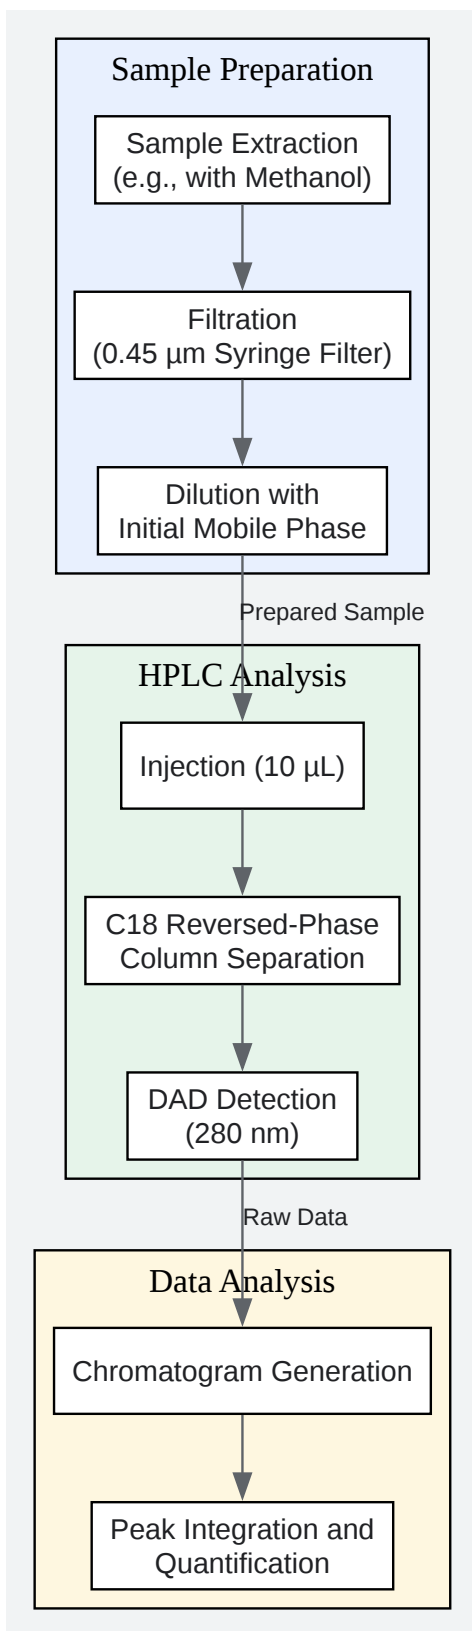 Sample Preparation
Sample Extraction
(e.g., with Methanol)
Filtration
(0.45 µm Syringe Filter)
Dilution with
Initial Mobile Phase
Prepared Sample
HPLC Analysis
Injection (10 µL)
C18 Reversed-Phase
Column Separation
DAD Detection
(280 nm)
Raw Data
Data Analysis
Chromatogram Generation
Peak Integration and
Quantification